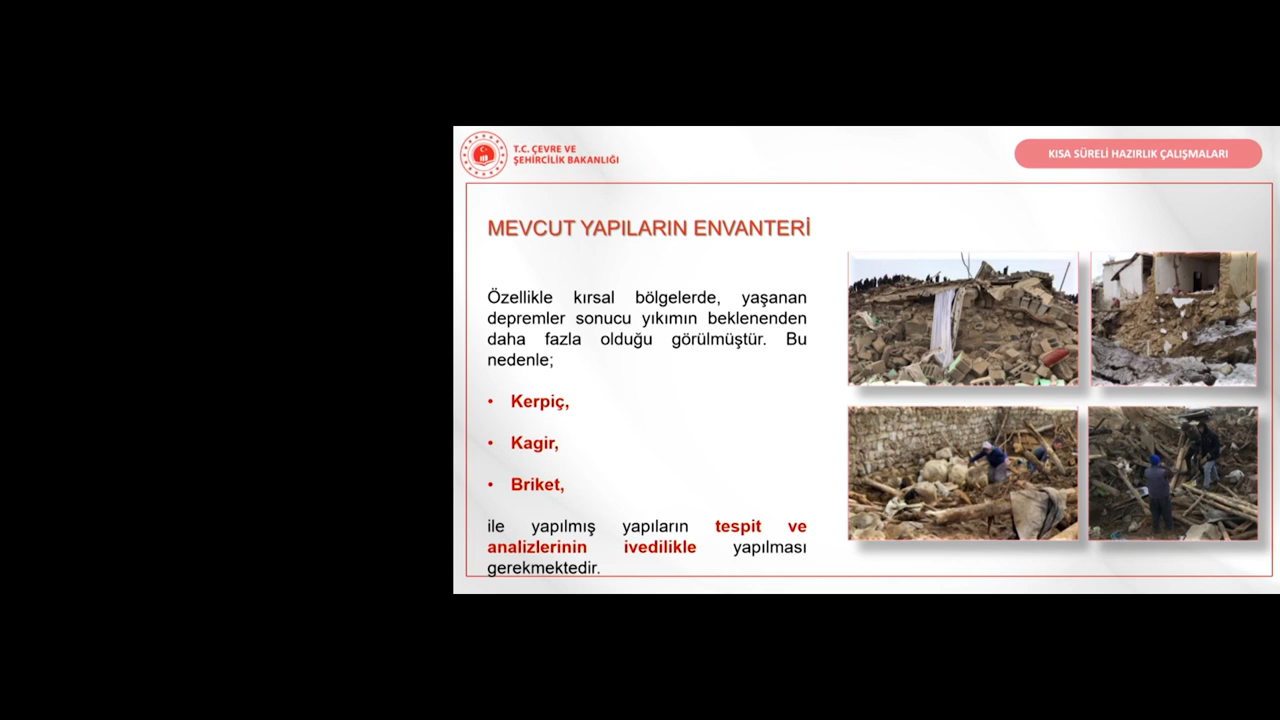 T.C. ÇEVRE VE
ŞEHİRCİLİK BAKANLIĞI
KISA SÜRELİ HAZIRLIK ÇALIŞMALARI
MEVCUT YAPILARIN ENVANTERİ
Özellikle kırsal bölgelerde, yaşanan
depremler sonucu yıkımın beklenenden
daha fazla olduğu görülmüştür. Bu
nedenle;
• Kerpiç,
• Kagir,
• Briket,
ile yapılmış yapıların tespit ve
analizlerinin ivedilikle yapılması
gerekmektedir.